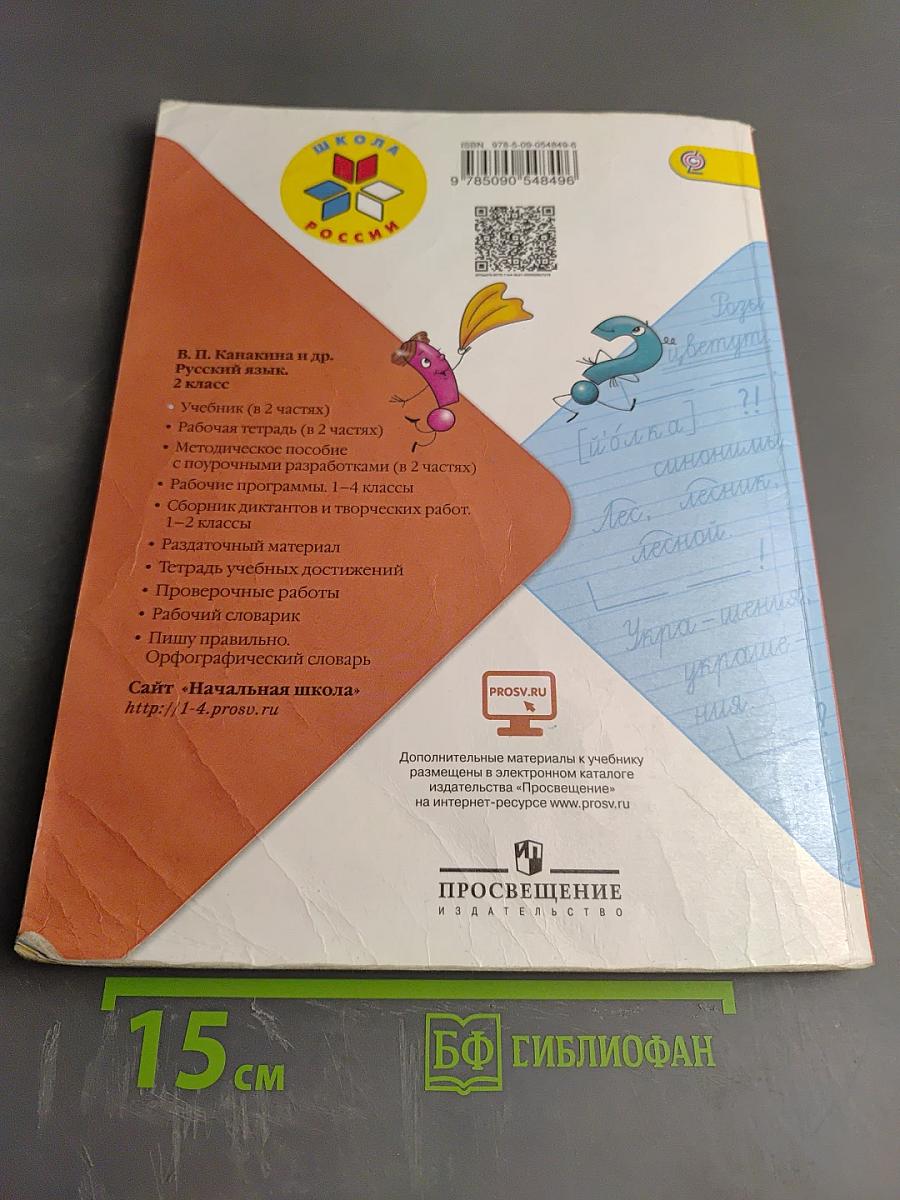 ШКОЛА
РОССИИ
ISBN 978-5-09-054849-6
9 785090 548496
В. П. Канакина и др.
Русский язык.
2 класс
• Учебник (в 2 частях)
• Рабочая тетрадь (в 2 частях)
• Методическое пособие
с поурочными разработками (в 2 частях)
• Рабочие программы. 1–4 классы
• Сборник диктантов и творческих работ.
1–2 классы
• Раздаточный материал
• Тетрадь учебных достижений
• Проверочные работы
• Рабочий словарик
• Пишу правильно.
Орфографический словарь
Сайт «Начальная школа»
http://1-4.prosv.ru
Розы
цветут
?!
[й'о́лка]
синонимы
Лес, лесник,
лесной.
!
Укра-шения,
украше-
ния
?
PROSV.RU
Дополнительные материалы к учебнику
размещены в электронном каталоге
издательства «Просвещение»
на интернет-ресурсе www.prosv.ru
ПРОСВЕЩЕНИЕ
ИЗДАТЕЛЬСТВО
15 см
БФ БИБЛИОФАН